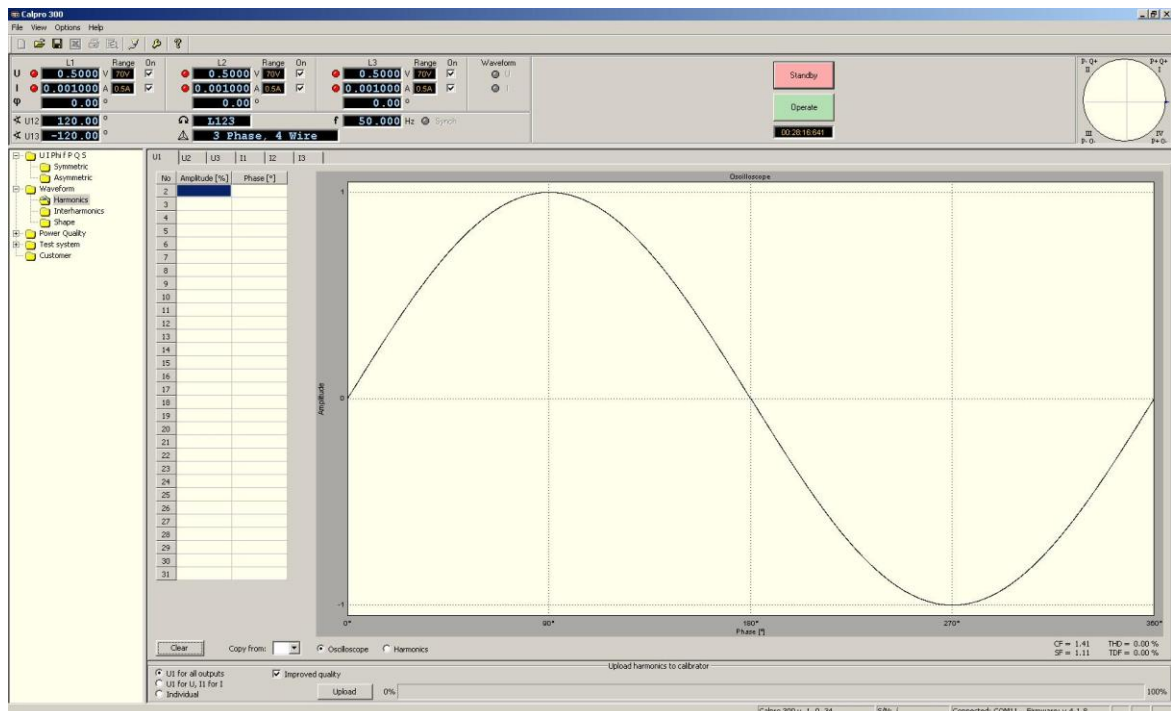 Calpro 300
File View Options Help
L1 Range On L2 Range On L3 Range On Waveform
U 0.5000 V 70V 0.5000 V 70V 0.5000 V 70V U
I 0.001000 A 0.5A 0.001000 A 0.5A 0.001000 A 0.5A I
φ 0.00 ° 0.00 ° 0.00 °
∢ U12 120.00 ° L123 f 50.000 Hz Synch
∢ U13 -120.00 ° 3 Phase, 4 Wire
Standby
Operate
00:28:16:641
P- Q+ P+ Q+
II I
III IV
P- Q- P+ Q-
U I Phi f P Q S
Symmetric
Asymmetric
Waveform
Harmonics
Interharmonics
Shape
Power Quality
Test system
Customer
U1 U2 U3 I1 I2 I3
No Amplitude [%] Phase [°]
2
3
4
5
6
7
8
9
10
11
12
13
14
15
16
17
18
19
20
21
22
23
24
25
26
27
28
29
30
31
Oscilloscope
1
Amplitude
0
-1
0° 90° 180° 270° 360°
Phase [°]
Clear Copy from: Oscilloscope Harmonics
CF = 1.41 THD = 0.00 %
SF = 1.11 TDF = 0.00 %
Upload harmonics to calibrator
U1 for all outputs Improved quality
U1 for U, I1 for I
Individual
Upload 0% 100%